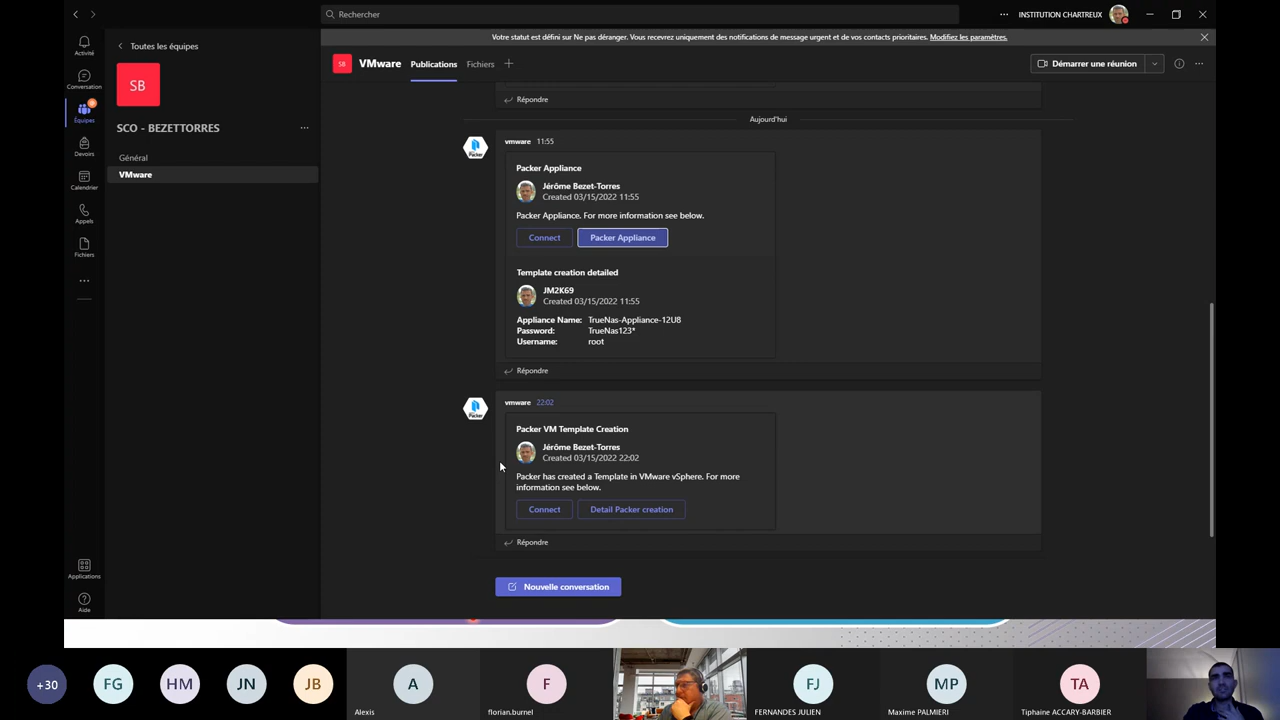 Rechercher
INSTITUTION CHARTREUX
Votre statut est défini sur Ne pas déranger. Vous recevrez uniquement des notifications de message urgent et de vos contacts prioritaires. Modifiez les paramètres.
Activité
Conversation
Équipes
Devoirs
Calendrier
Appels
Fichiers
Applications
Aide
Toutes les équipes
SB
SCO - BEZETTORRES
Général
VMware
SB
VMware
Publications
Fichiers
Démarrer une réunion
Répondre
Aujourd'hui
Packer
vmware 11:55
Packer Appliance
Jérôme Bezet-Torres
Created 03/15/2022 11:55
Packer Appliance. For more information see below.
Connect
Packer Appliance
Template creation detailed
JM2K69
Created 03/15/2022 11:55
Appliance Name: TrueNas-Appliance-12U8
Password: TrueNas123*
Username: root
Répondre
Packer
vmware 22:02
Packer VM Template Creation
Jérôme Bezet-Torres
Created 03/15/2022 22:02
Packer has created a Template in VMware vSphere. For more
information see below.
Connect
Detail Packer creation
Répondre
Nouvelle conversation
+30
FG
HM
JN
JB
A
Alexis
F
florian.burnel
FJ
FERNANDES JULIEN
MP
Maxime PALMIERI
TA
Tiphaine ACCARY-BARBIER